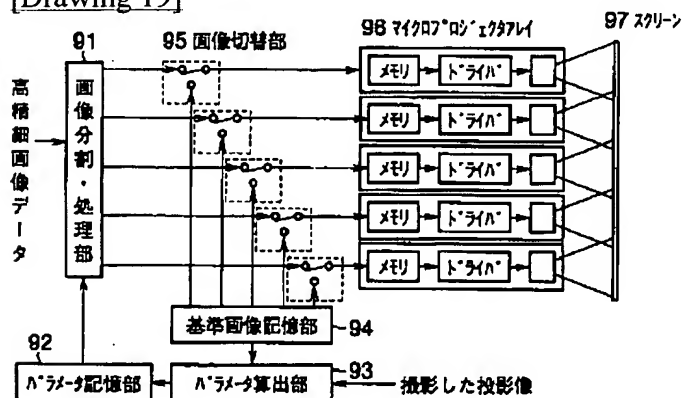 [Drawing 19]
91
95 画像切替部
96 マイクロプロジェクタアレイ
97 スクリーン
高精細画像データ
画像分割・処理部
メモリ
ドライバ
メモリ
ドライバ
メモリ
ドライバ
メモリ
ドライバ
メモリ
ドライバ
基準画像記憶部
94
92
93
パラメータ記憶部
パラメータ算出部
撮影した投影像